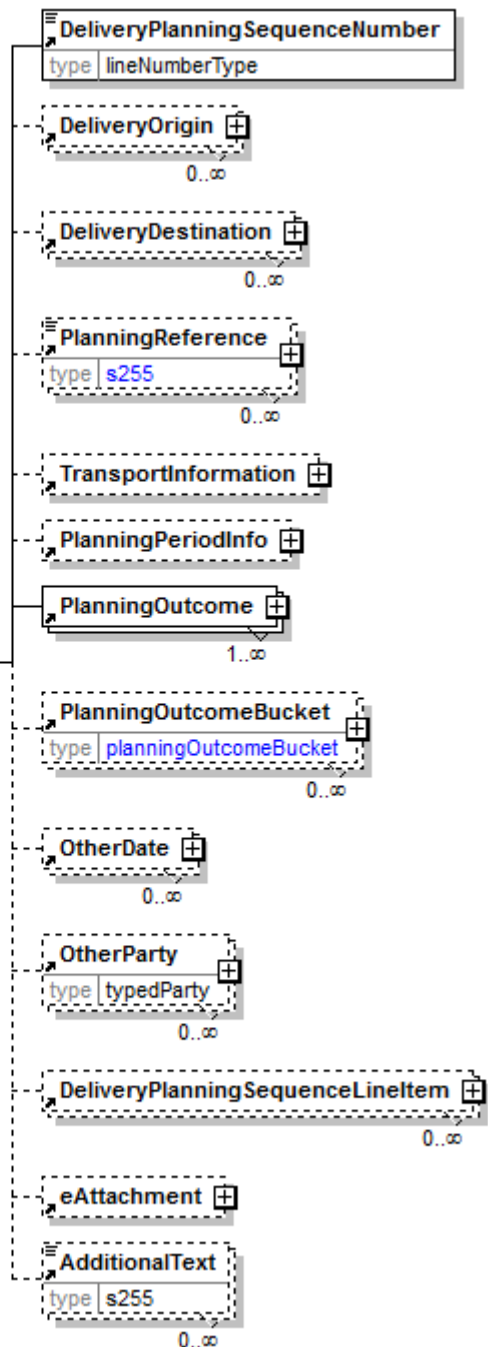 DeliveryPlanningSequenceNumber
type lineNumberType
DeliveryOrigin
0..∞
DeliveryDestination
0..∞
PlanningReference
type s255
0..∞
TransportInformation
PlanningPeriodInfo
PlanningOutcome
1..∞
PlanningOutcomeBucket
type planningOutcomeBucket
0..∞
OtherDate
0..∞
OtherParty
type typedParty
0..∞
DeliveryPlanningSequenceLineItem
0..∞
eAttachment
AdditionalText
type s255
0..∞